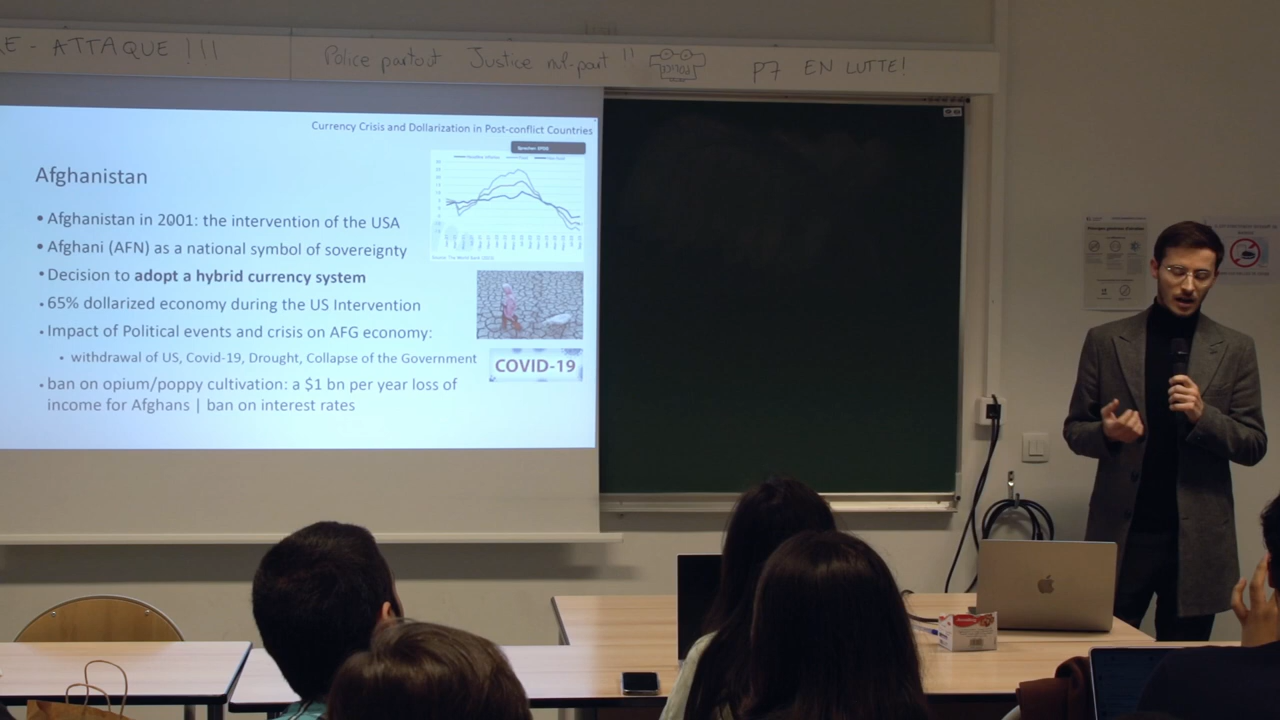 RE - ATTAQUE !!!
Police partout Justice nul-part !!
P7 EN LUTTE!
Currency Crisis and Dollarization in Post-conflict Countries
Afghanistan
• Afghanistan in 2001: the intervention of the USA
• Afghani (AFN) as a national symbol of sovereignty
• Decision to adopt a hybrid currency system
• 65% dollarized economy during the US Intervention
• Impact of Political events and crisis on AFG economy:
• withdrawal of US, Covid-19, Drought, Collapse of the Government
• ban on opium/poppy cultivation: a $1 bn per year loss of
income for Afghans | ban on interest rates
COVID-19